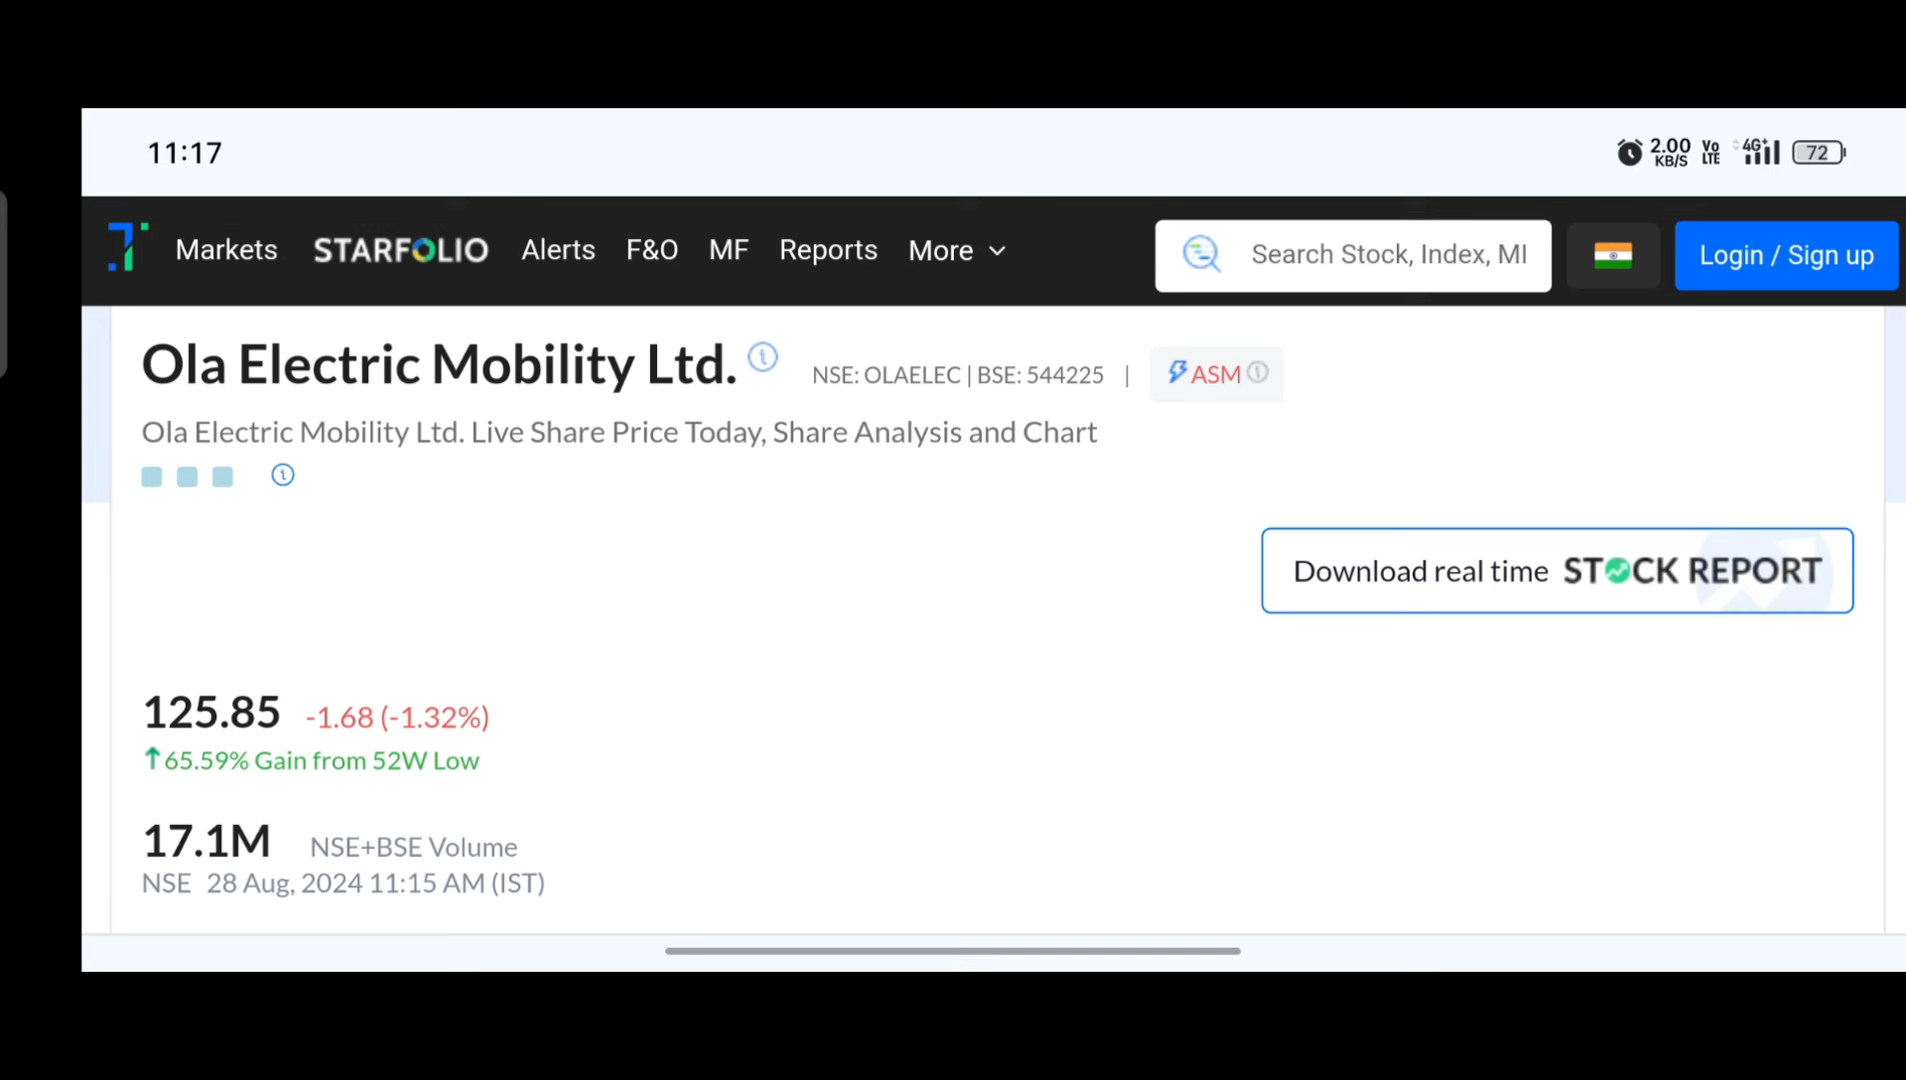 11:17
2.00 KB/S Vo LTE 4G+ 72
Markets STARFOLIO Alerts F&O MF Reports More Search Stock, Index, MI Login / Sign up
Ola Electric Mobility Ltd. NSE: OLAELEC | BSE: 544225 | ASM
Ola Electric Mobility Ltd. Live Share Price Today, Share Analysis and Chart
Download real time STOCK REPORT
125.85 -1.68 (-1.32%)
65.59% Gain from 52W Low
17.1M NSE+BSE Volume
NSE 28 Aug, 2024 11:15 AM (IST)